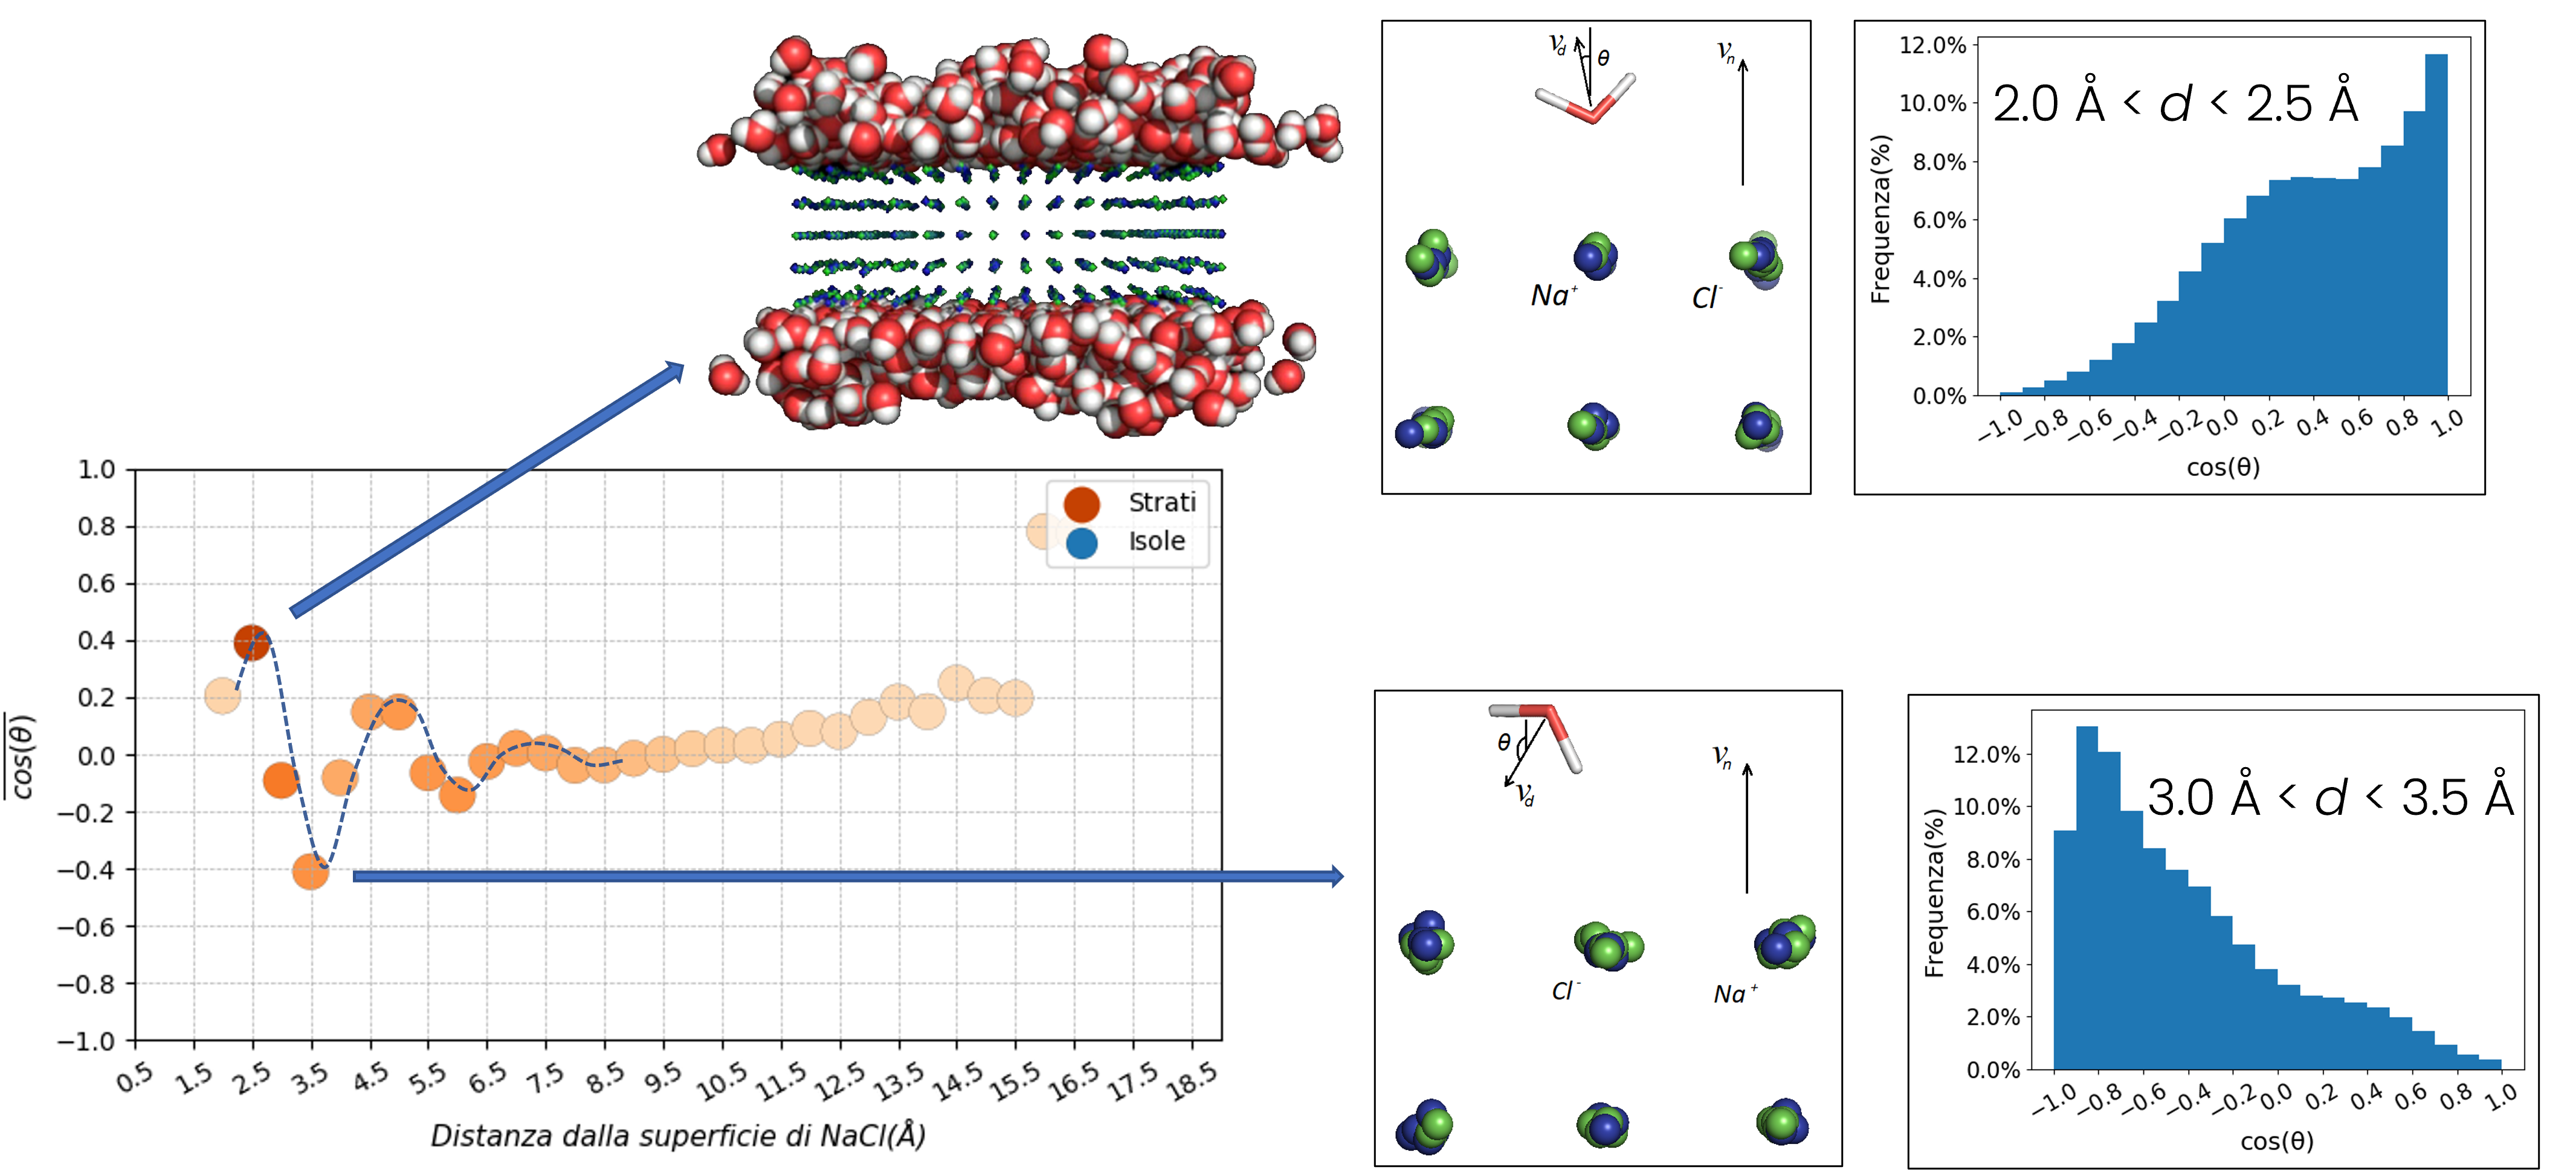 v_d
θ
v_n
Na⁺
Cl⁻
12.0%
10.0%
8.0%
6.0%
4.0%
2.0%
0.0%
Frequenza(%)
2.0 Å < d < 2.5 Å
−1.0 −0.8 −0.6 −0.4 −0.2 0.0 0.2 0.4 0.6 0.8 1.0
cos(θ)
1.0
0.8
0.6
0.4
0.2
0.0
−0.2
−0.4
−0.6
−0.8
−1.0
cos(θ)
Strati
Isole
0.5 1.5 2.5 3.5 4.5 5.5 6.5 7.5 8.5 9.5 10.5 11.5 12.5 13.5 14.5 15.5 16.5 17.5 18.5
Distanza dalla superficie di NaCl(Å)
θ
v_d
v_n
Cl⁻
Na⁺
12.0%
10.0%
8.0%
6.0%
4.0%
2.0%
0.0%
Frequenza(%)
3.0 Å < d < 3.5 Å
−1.0 −0.8 −0.6 −0.4 −0.2 0.0 0.2 0.4 0.6 0.8 1.0
cos(θ)